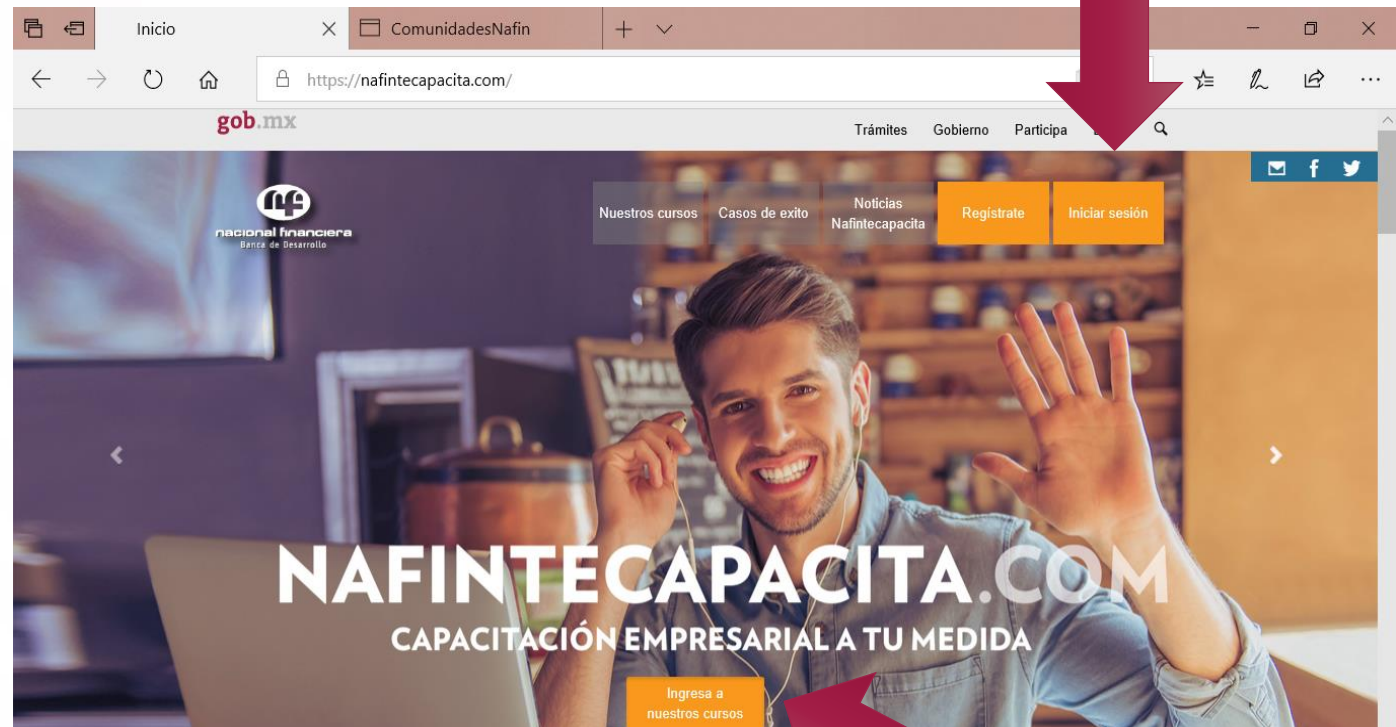 Inicio
ComunidadesNafin
https://nafintecapacita.com/
gob.mx
Trámites Gobierno Participa
Nuestros cursos
Casos de exito
Noticias
Nafintecapacita
Regístrate
Iniciar sesión
nacional financiera
Banca de Desarrollo
NAFINTECAPACITA.COM
CAPACITACIÓN EMPRESARIAL A TU MEDIDA
Ingresa a
nuestros cursos